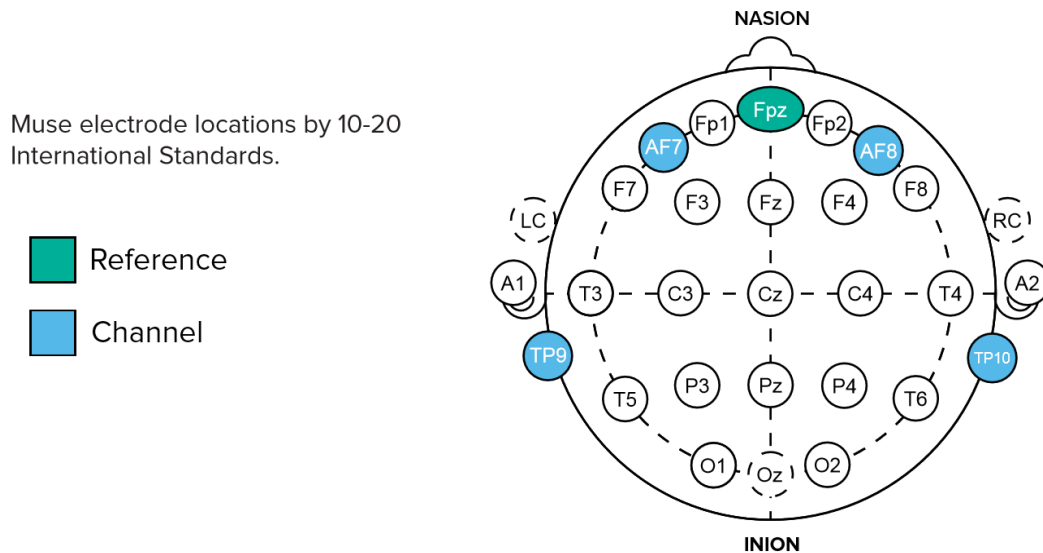 NASION
Muse electrode locations by 10-20
International Standards.
Reference
Channel
Fp1
Fpz
Fp2
AF7
AF8
F7
F3
Fz
F4
F8
LC
RC
A1
T3
C3
Cz
C4
T4
A2
TP9
TP10
T5
P3
Pz
P4
T6
O1
Oz
O2
INION